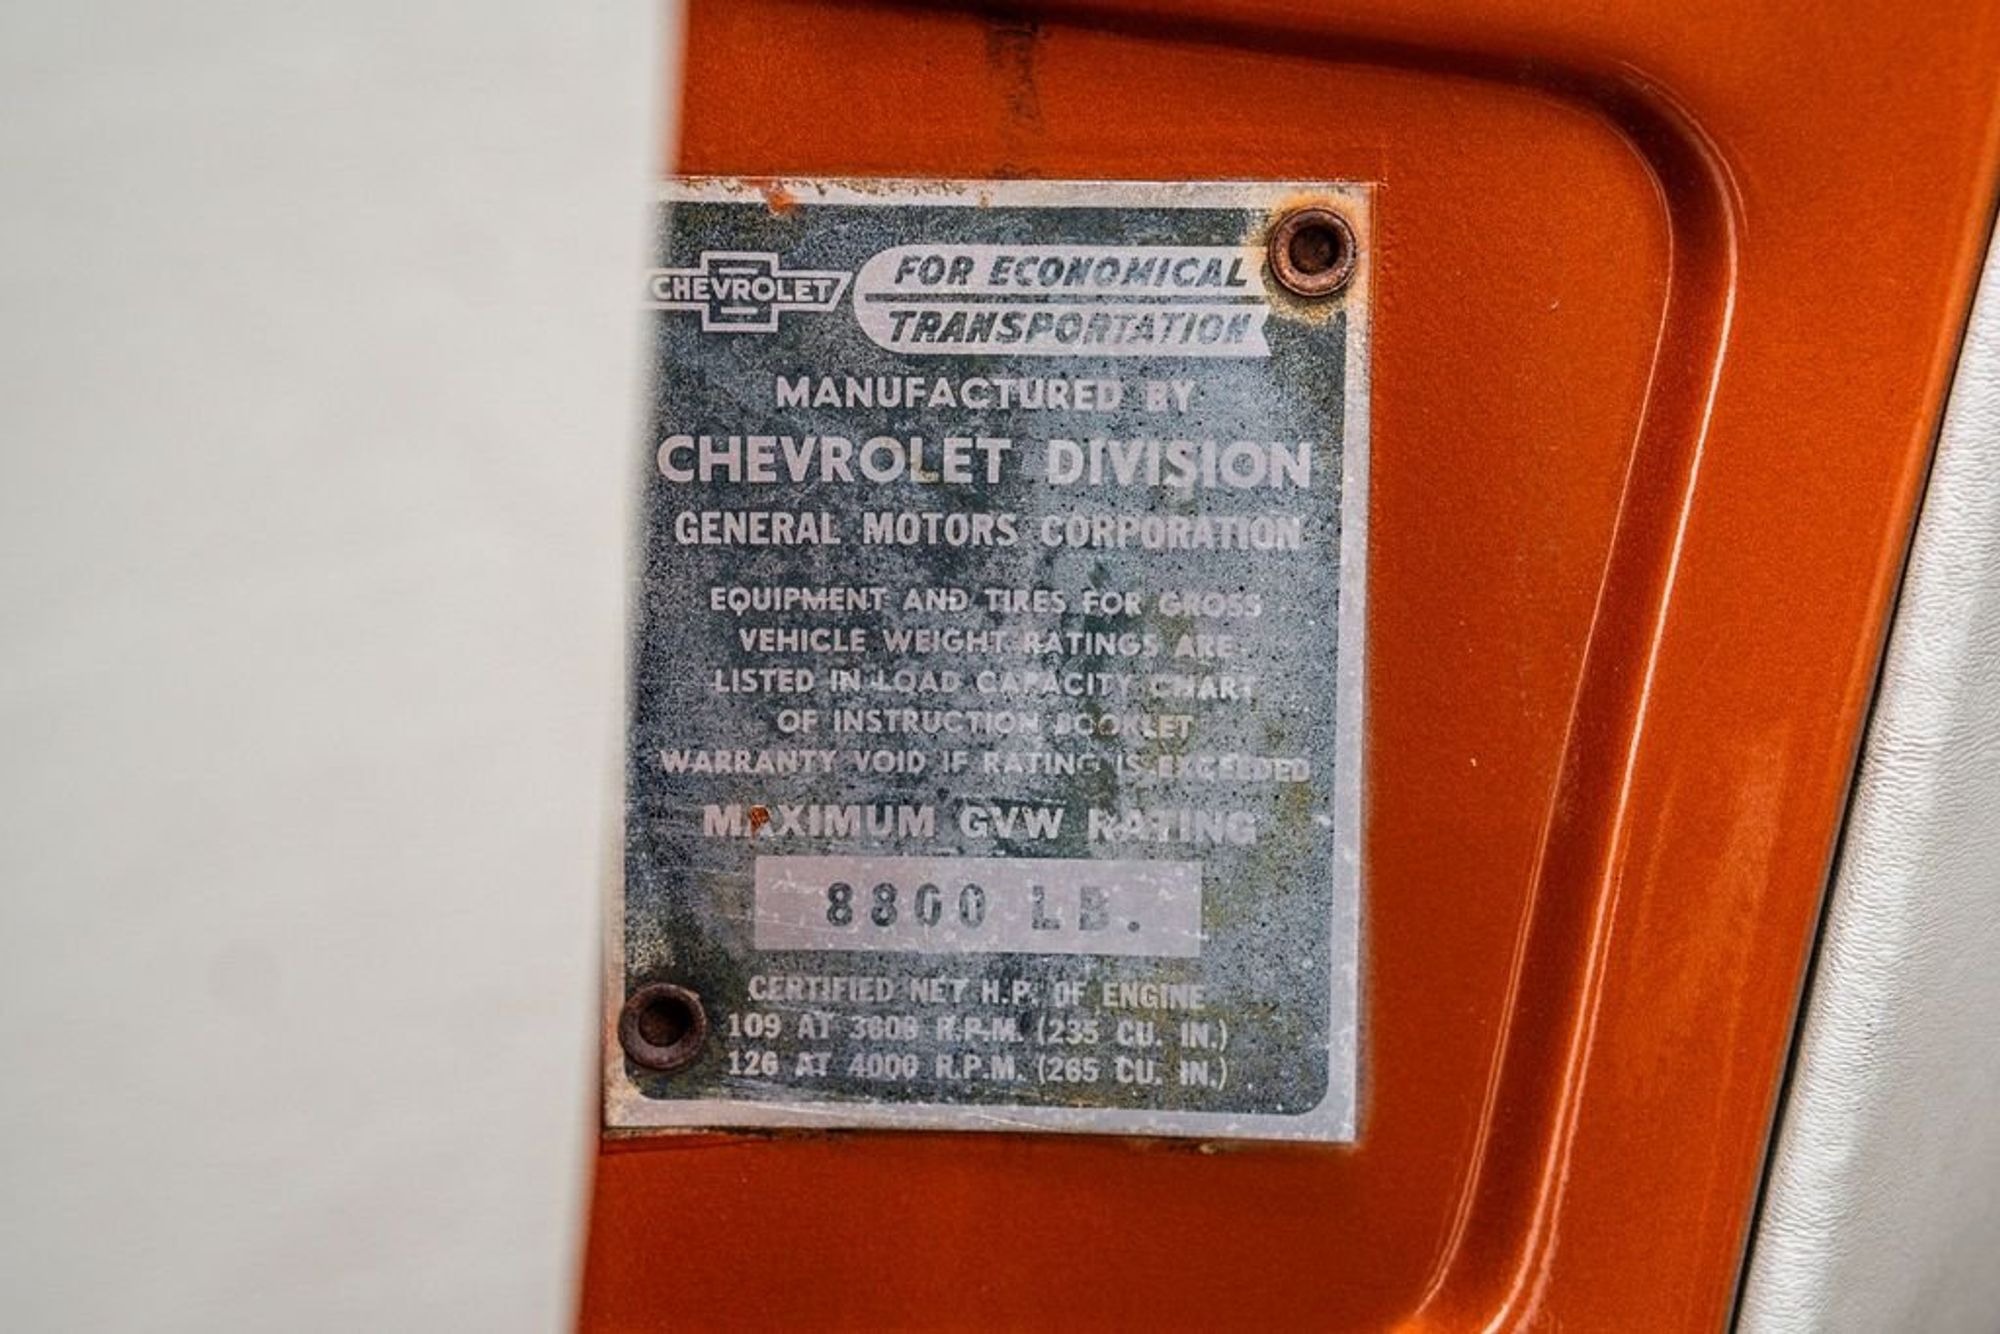 CHEVROLET
FOR ECONOMICAL
TRANSPORTATION
MANUFACTURED BY
CHEVROLET DIVISION
GENERAL MOTORS CORPORATION
EQUIPMENT AND TIRES FOR GROSS
VEHICLE WEIGHT RATINGS ARE
LISTED IN LOAD CAPACITY CHART
OF INSTRUCTION BOOKLET
WARRANTY VOID IF RATING IS EXCEEDED
MAXIMUM GVW RATING
8800 LB.
CERTIFIED NET H.P. OF ENGINE
109 AT 3600 R.P.M. (235 CU. IN.)
126 AT 4000 R.P.M. (265 CU. IN.)